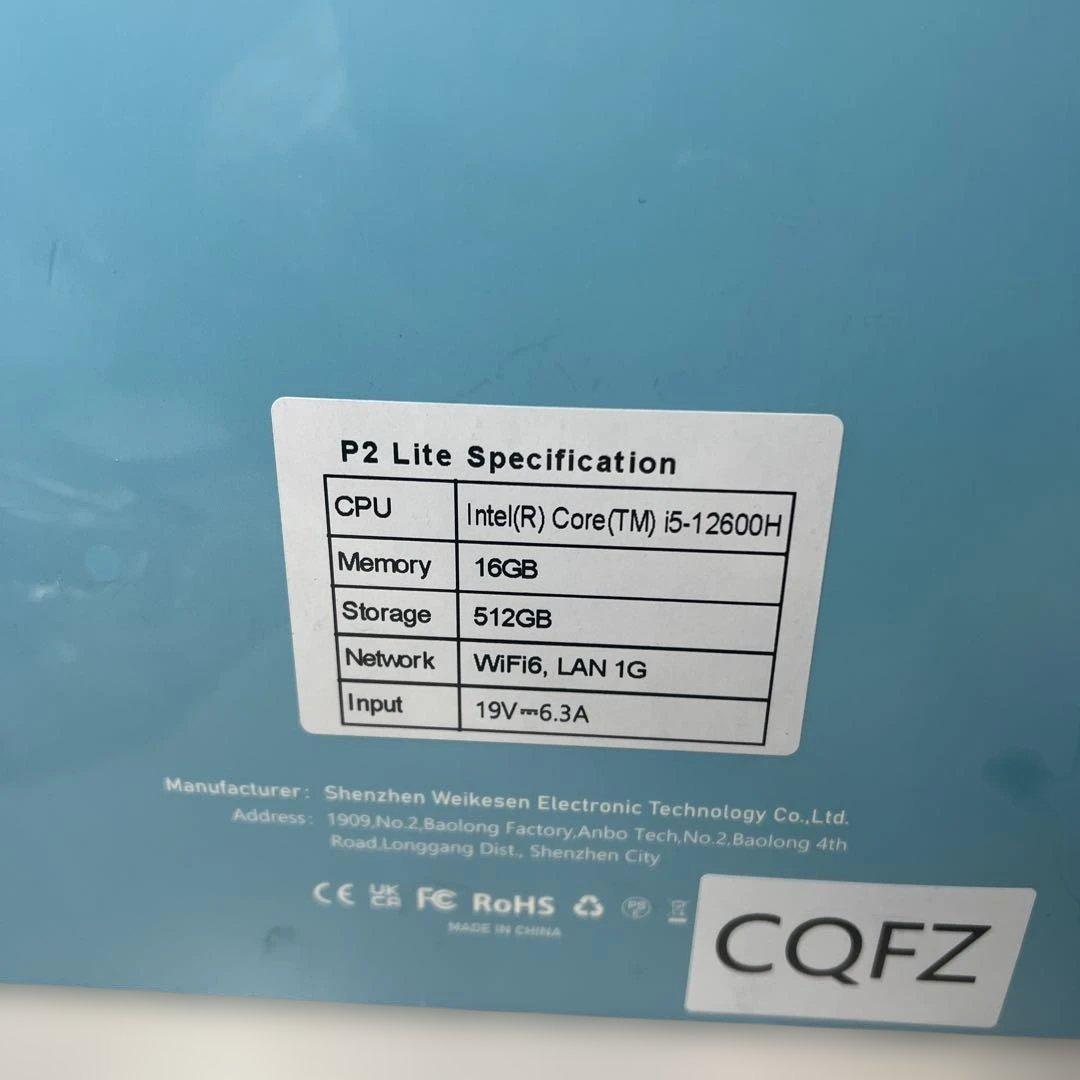 P2 Lite Specification
CPU Intel(R) Core(TM) i5-12600H
Memory 16GB
Storage 512GB
Network WiFi6, LAN 1G
Input 19V⎓6.3A
Manufacturer: Shenzhen Weikesen Electronic Technology Co.,Ltd.
Address: 1909,No.2,Baolong Factory,Anbo Tech,No.2,Baolong 4th
Road.Longgang Dist., Shenzhen City
CE UK CA FC RoHS PS E
MADE IN CHINA
CQFZ